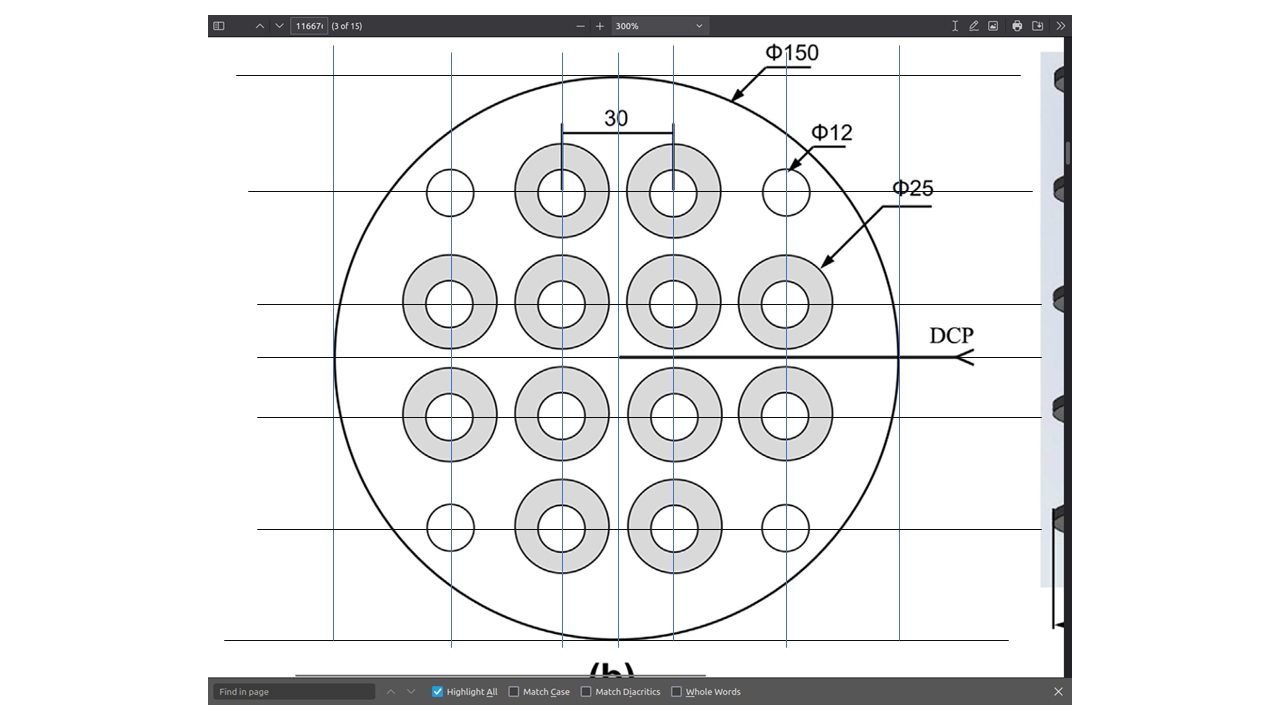 11667( (3 of 15)
300%
Φ150
30
Φ12
Φ25
DCP
Find in page
Highlight All
Match Case
Match Diacritics
Whole Words